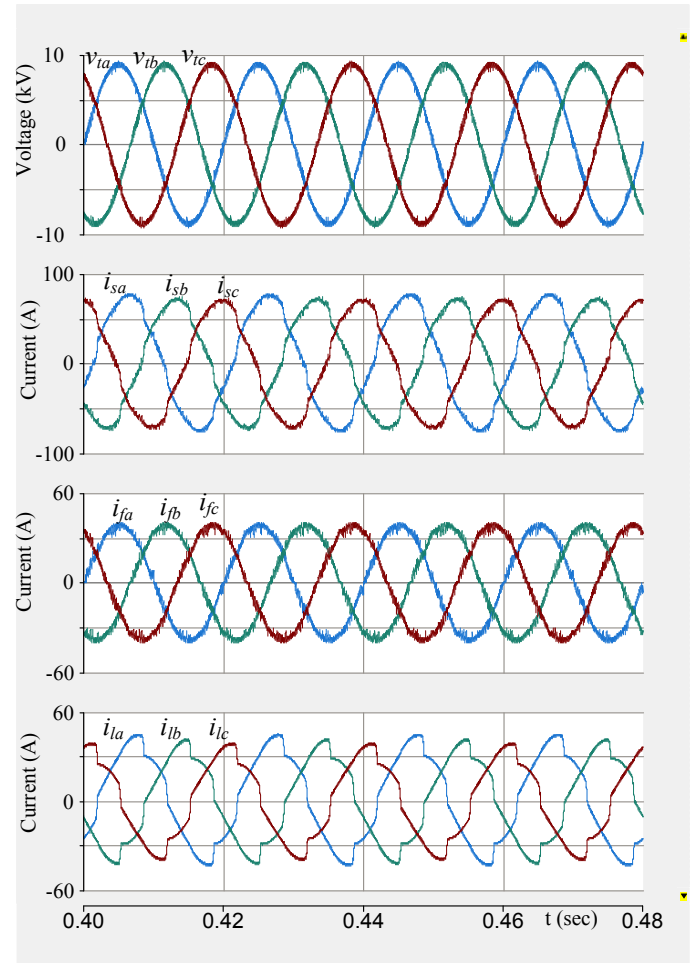 10
v_ta v_tb v_tc
Voltage (kV)
0
-10
100
i_sa i_sb i_sc
Current (A)
0
-100
60
i_fa i_fb i_fc
Current (A)
0
-60
60
i_la i_lb i_lc
Current (A)
0
-60
0.40 0.42 0.44 0.46 t (sec) 0.48